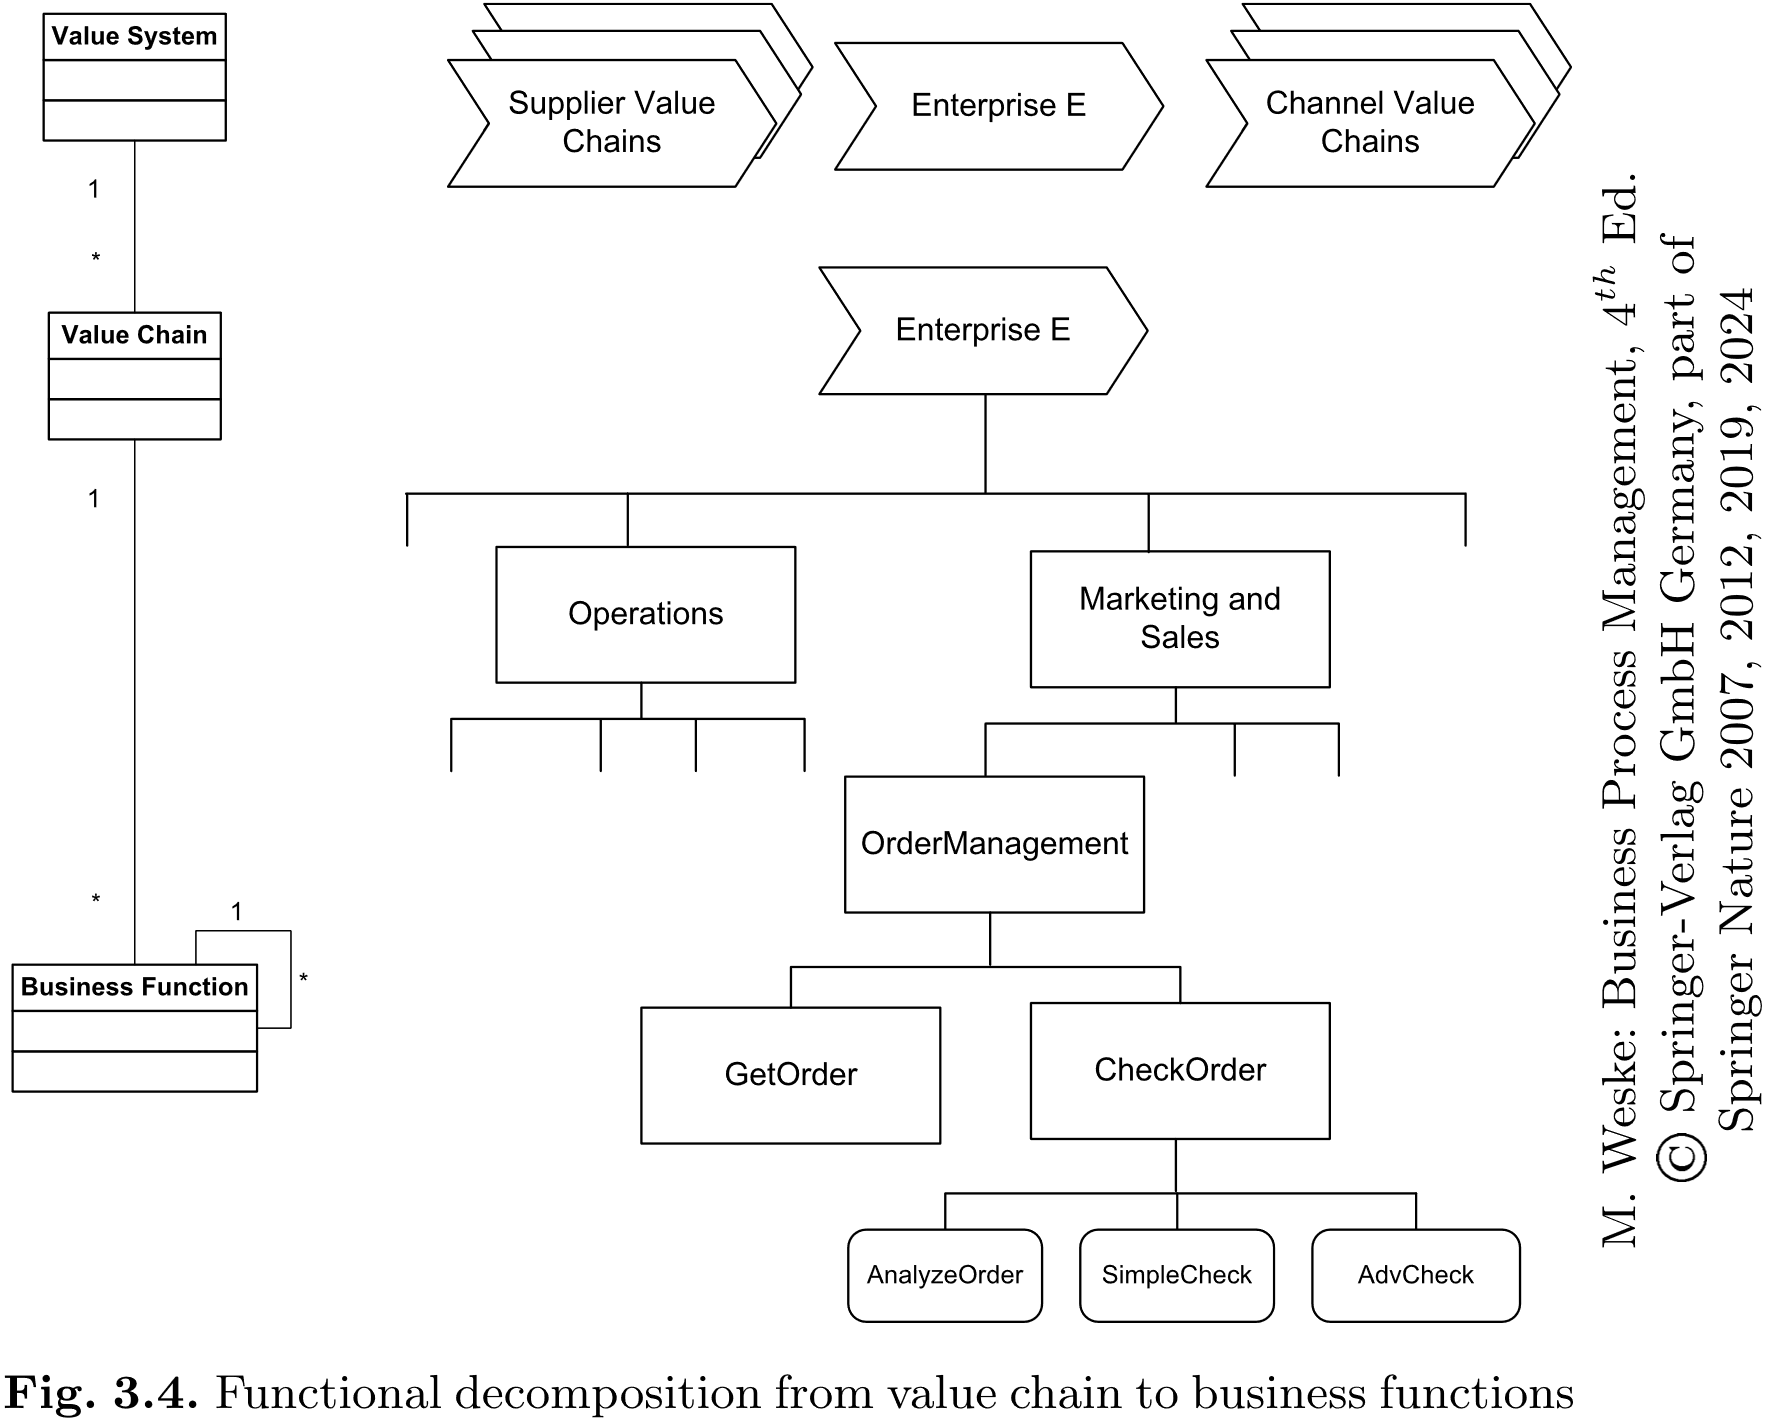 Value System
1
*
Value Chain
1
*
1
*
Business Function
Supplier Value
Chains
Enterprise E
Channel Value
Chains
Enterprise E
Operations
Marketing and
Sales
OrderManagement
GetOrder
CheckOrder
AnalyzeOrder
SimpleCheck
AdvCheck
M. Weske: Business Process Management, 4th Ed.
© Springer-Verlag GmbH Germany, part of
Springer Nature 2007, 2012, 2019, 2024
Fig. 3.4. Functional decomposition from value chain to business functions